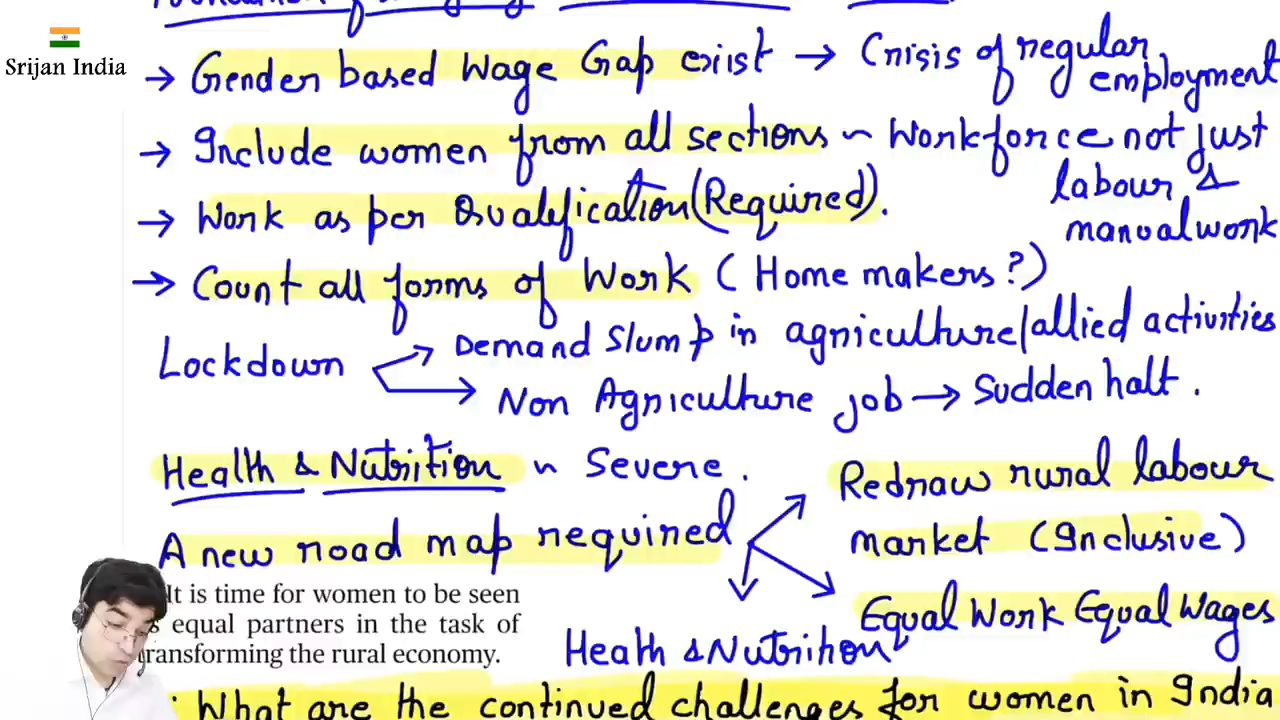 Srijan India
→ Gender based Wage Gap exist → Crisis of regular employment
→ Include women from all sections ~ Workforce not just labour & manual work
→ Work as per Qualification (Required).
→ Count all forms of Work (Home makers?)
Lockdown → Demand Slump in agriculture/allied activities
→ Non Agriculture job → Sudden halt.
Health & Nutrition ~ Severe.
A new road map required
Redraw rural labour
market (Inclusive)
Equal Work Equal Wages
Health & Nutrition
It is time for women to be seen
equal partners in the task of
transforming the rural economy.
: What are the continued challenges for women in India